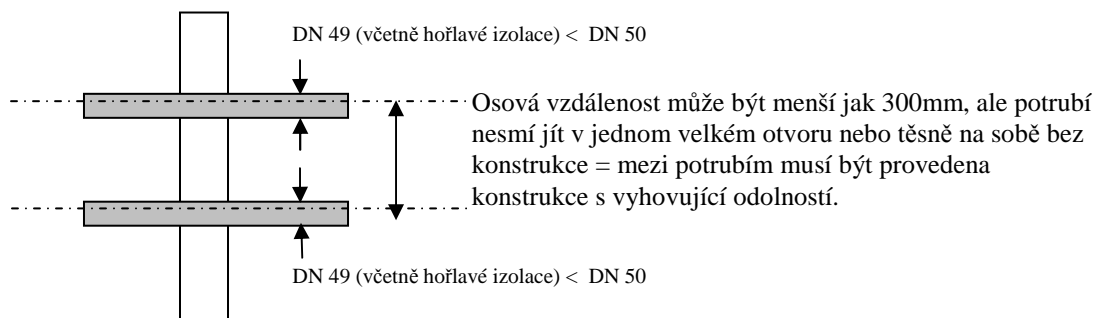 DN 49 (včetně hořlavé izolace) < DN 50
Osová vzdálenost může být menší jak 300mm, ale potrubí
nesmí jít v jednom velkém otvoru nebo těsně na sobě bez
konstrukce = mezi potrubím musí být provedena
konstrukce s vyhovující odolností.
DN 49 (včetně hořlavé izolace) < DN 50